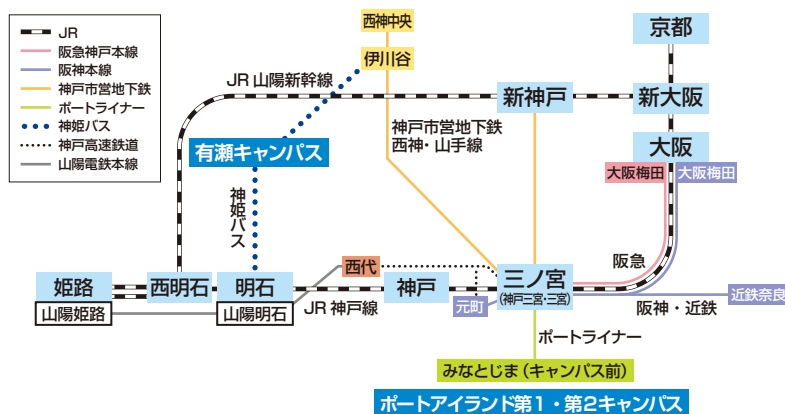 JR
阪急神戸本線
阪神本線
神戸市営地下鉄
ポートライナー
神姫バス
神戸高速鉄道
山陽電鉄本線
西神中央
伊川谷
京都
JR山陽新幹線
新神戸
新大阪
神戸市営地下鉄
西神・山手線
有瀬キャンパス
大阪
大阪梅田
大阪梅田
神姫バス
西代
阪急
姫路
西明石
明石
神戸
三ノ宮
(神戸三宮・三宮)
山陽姫路
山陽明石
JR神戸線
元町
阪神・近鉄
近鉄奈良
ポートライナー
みなとじま(キャンパス前)
ポートアイランド第1・第2キャンパス